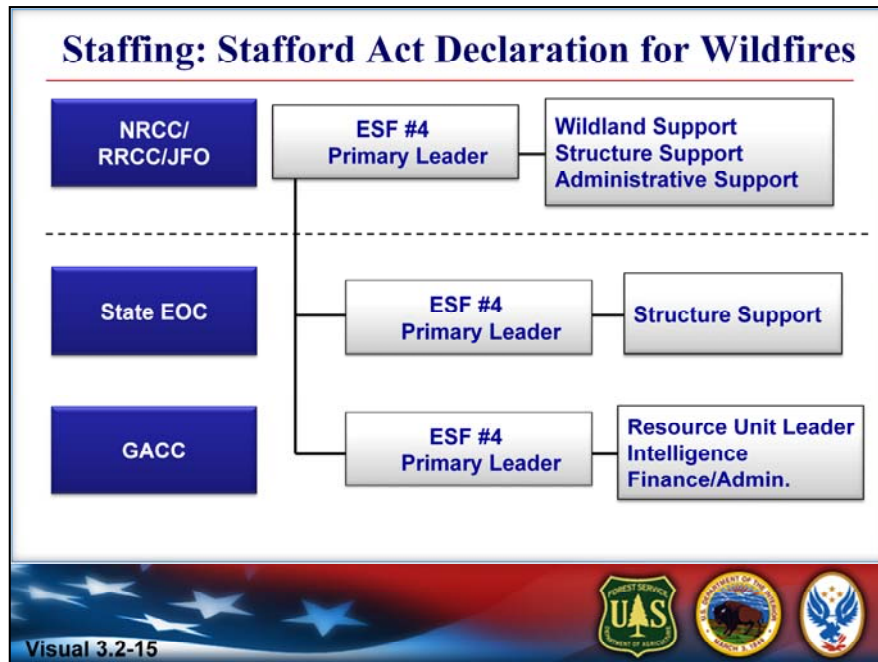 Staffing: Stafford Act Declaration for Wildfires
NRCC/
RRCC/JFO
ESF #4
Primary Leader
Wildland Support
Structure Support
Administrative Support
State EOC
ESF #4
Primary Leader
Structure Support
GACC
ESF #4
Primary Leader
Resource Unit Leader
Intelligence
Finance/Admin.
Visual 3.2-15
FOREST SERVICE
U S
DEPARTMENT OF AGRICULTURE
U.S. DEPARTMENT OF THE INTERIOR
MARCH 3, 1849